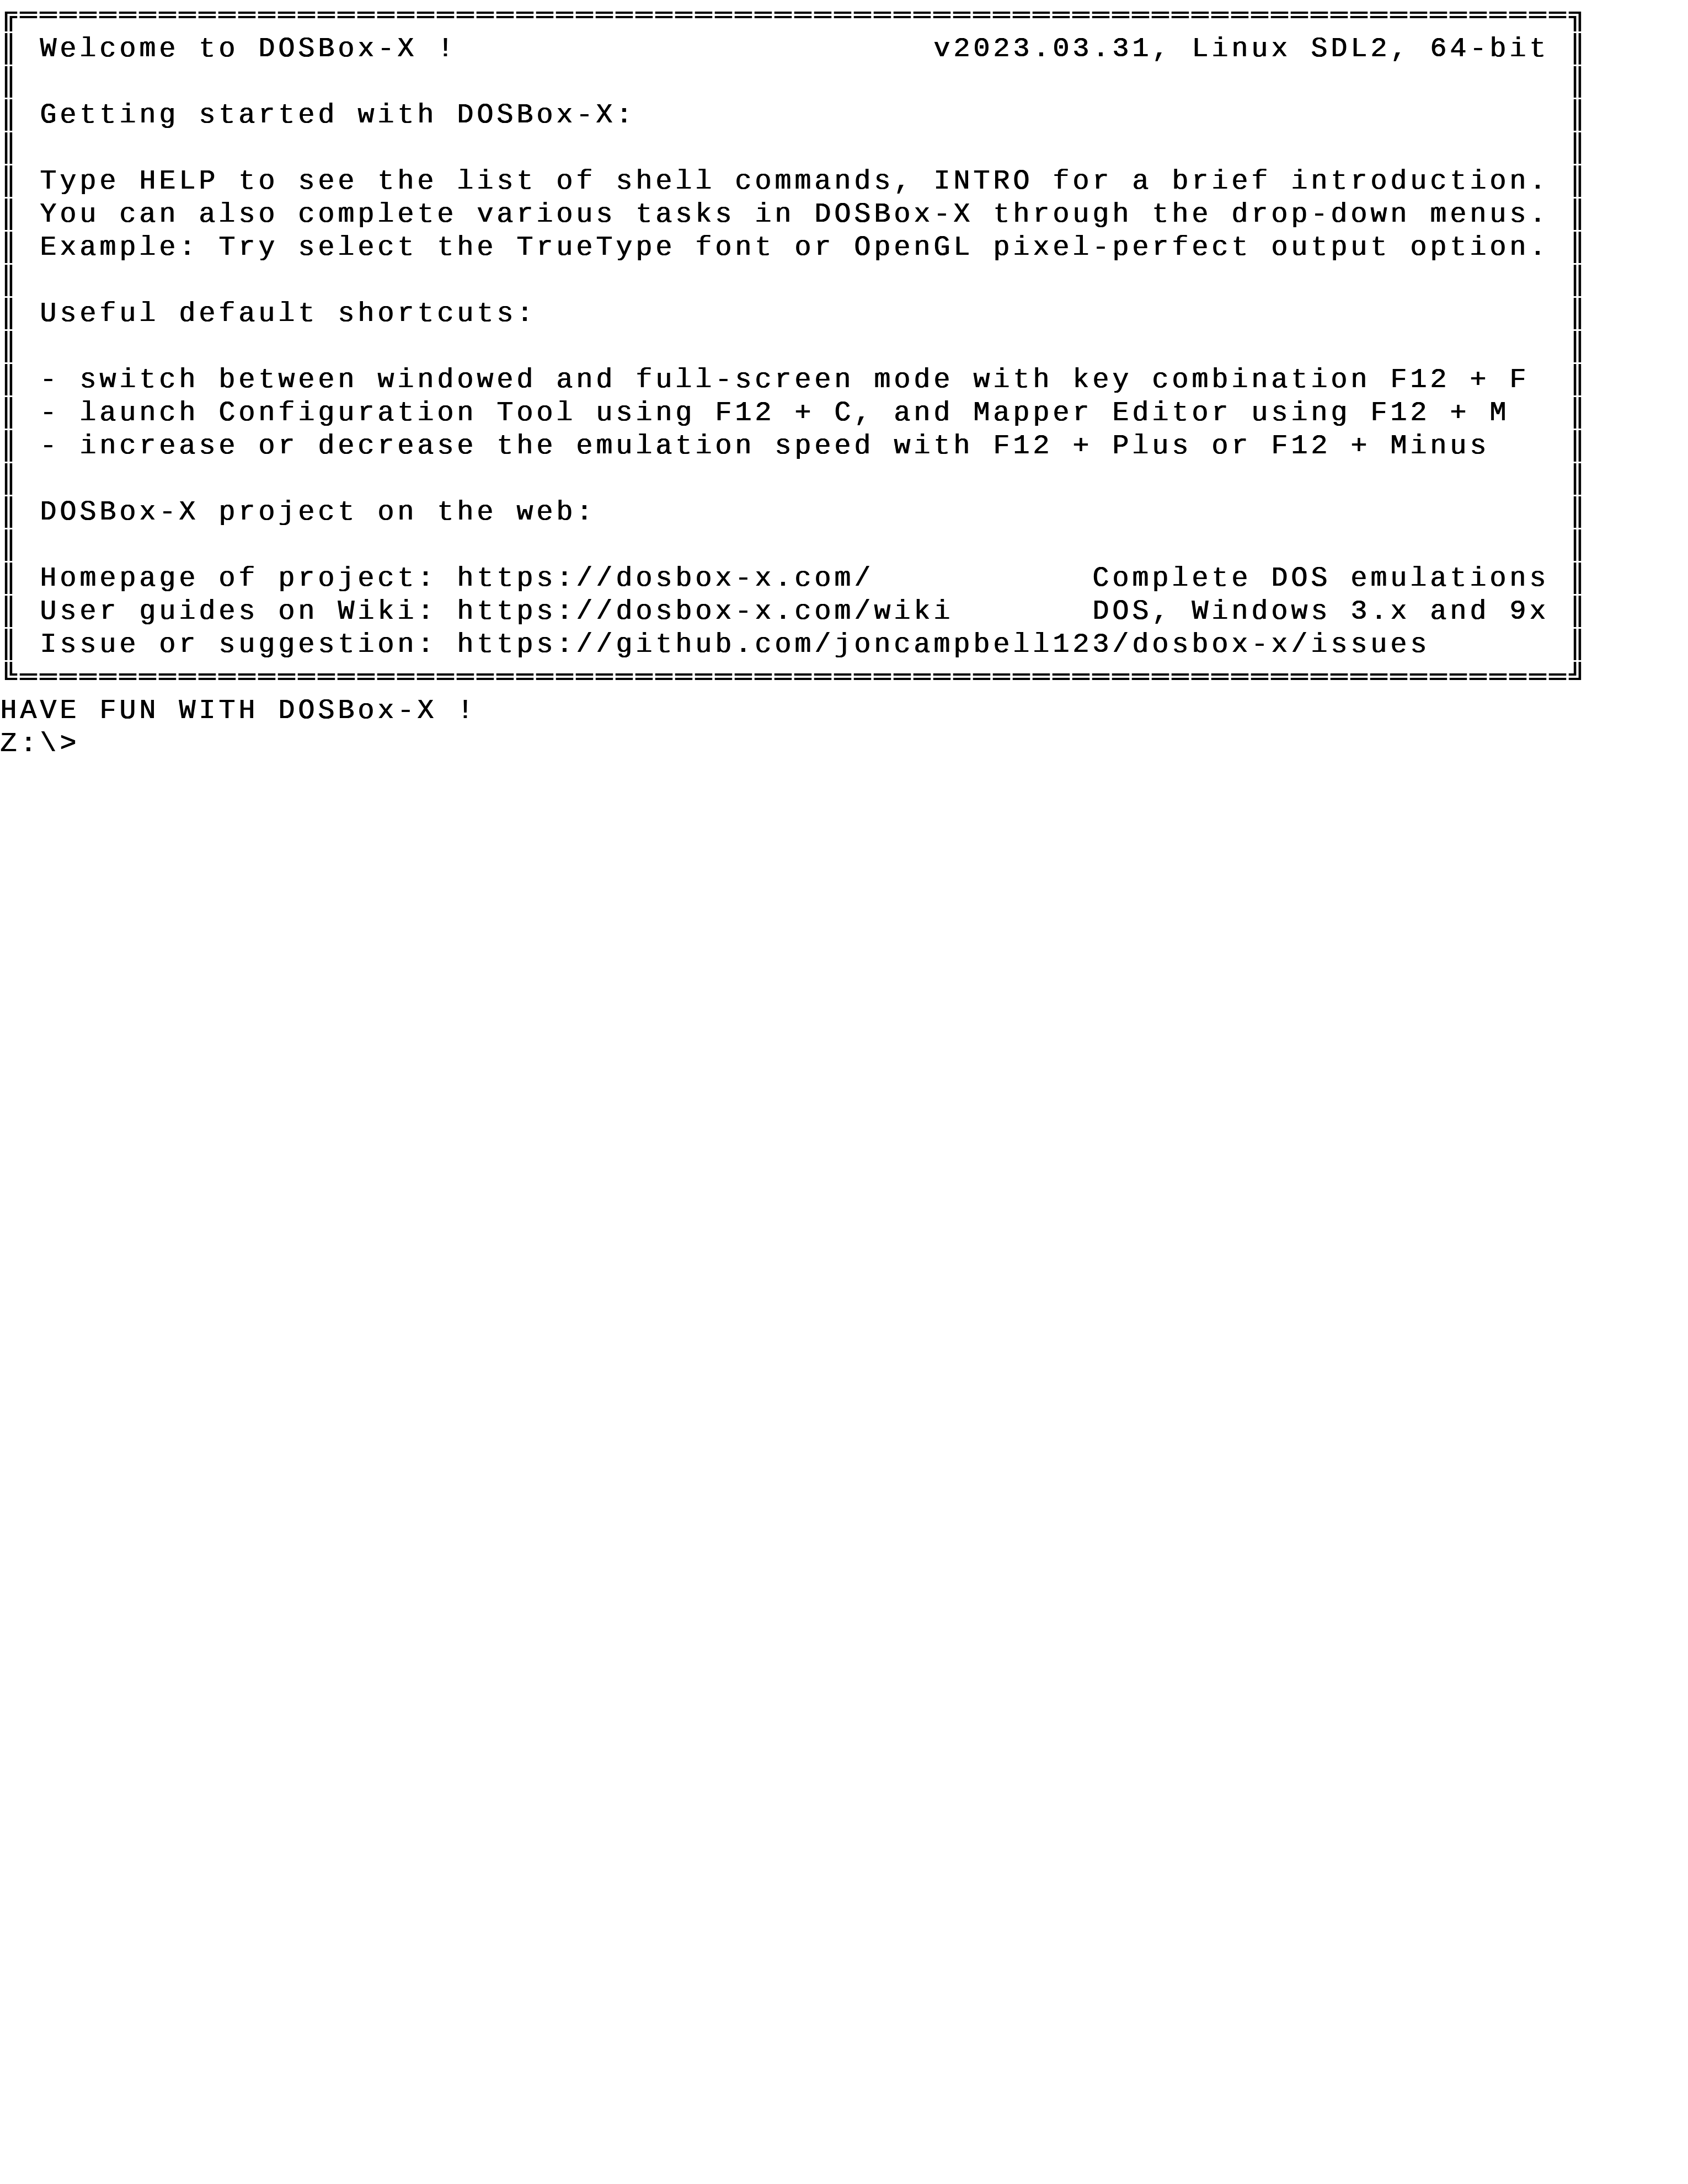 Welcome to DOSBox-X ! v2023.03.31, Linux SDL2, 64-bit
Getting started with DOSBox-X:
Type HELP to see the list of shell commands, INTRO for a brief introduction.
You can also complete various tasks in DOSBox-X through the drop-down menus.
Example: Try select the TrueType font or OpenGL pixel-perfect output option.
Useful default shortcuts:
- switch between windowed and full-screen mode with key combination F12 + F
- launch Configuration Tool using F12 + C, and Mapper Editor using F12 + M
- increase or decrease the emulation speed with F12 + Plus or F12 + Minus
DOSBox-X project on the web:
Homepage of project: https://dosbox-x.com/ Complete DOS emulations
User guides on Wiki: https://dosbox-x.com/wiki DOS, Windows 3.x and 9x
Issue or suggestion: https://github.com/joncampbell123/dosbox-x/issues
HAVE FUN WITH DOSBox-X !
Z:\>